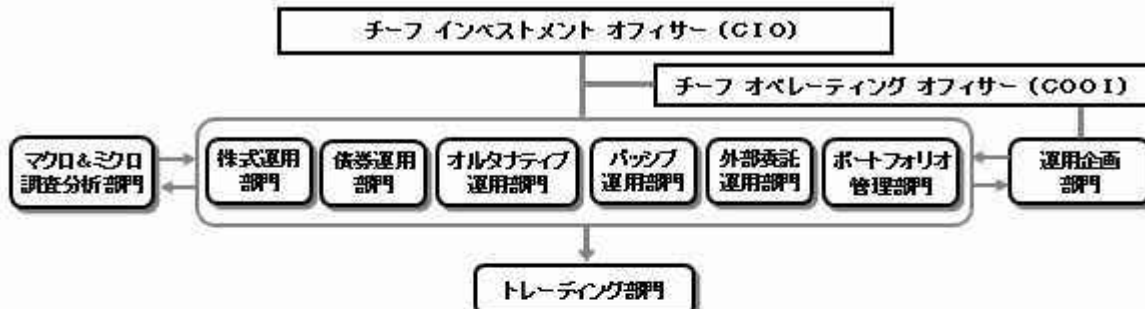 チーフ インベストメント オフィサー (CIO)
チーフ オペレーティング オフィサー (COOI)
マクロ&ミクロ
調査分析部門
株式運用
部門
債券運用
部門
オルタナティブ
運用部門
パッシブ
運用部門
外部委託
運用部門
ポートフォリオ
管理部門
運用企画
部門
トレーディング部門